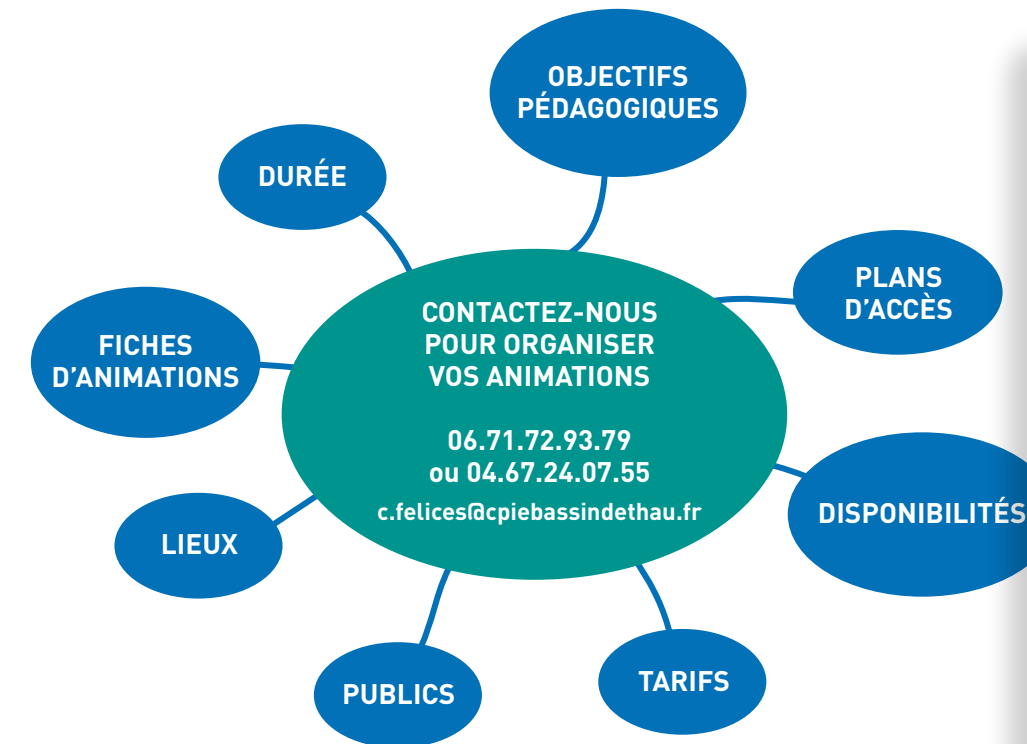 OBJECTIFS
PÉDAGOGIQUES
DURÉE
PLANS
D'ACCÈS
CONTACTEZ-NOUS
POUR ORGANISER
VOS ANIMATIONS
06.71.72.93.79
ou 04.67.24.07.55
c.felices@cpiebassindethau.fr
FICHES
D'ANIMATIONS
DISPONIBILITÉS
LIEUX
PUBLICS
TARIFS